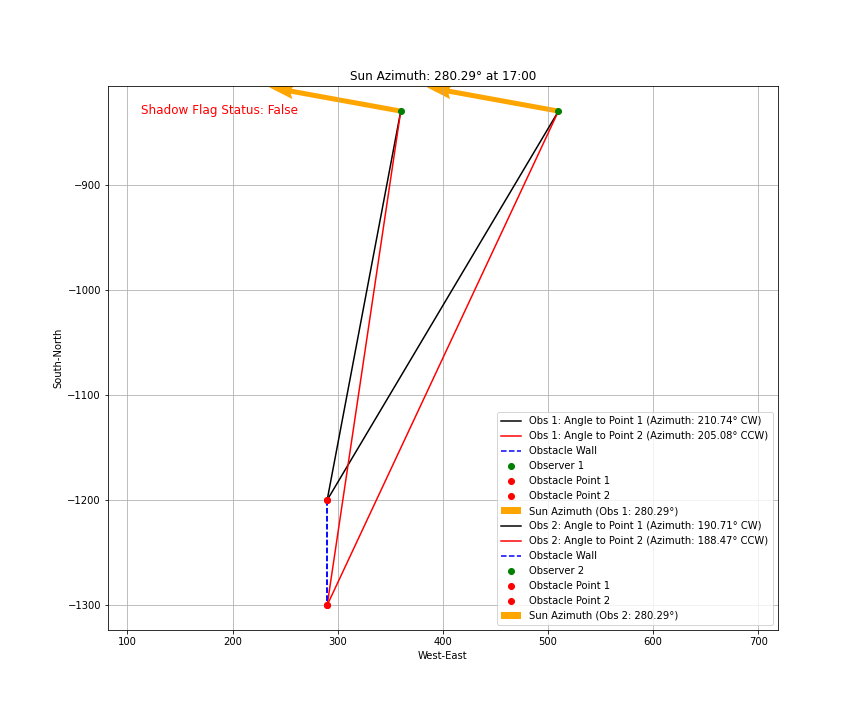 Sun Azimuth: 280.29° at 17:00
Shadow Flag Status: False
−900
−1000
−1100
−1200
−1300
South-North
100 200 300 400 500 600 700
West-East
Obs 1: Angle to Point 1 (Azimuth: 210.74° CW)
Obs 1: Angle to Point 2 (Azimuth: 205.08° CCW)
Obstacle Wall
Observer 1
Obstacle Point 1
Obstacle Point 2
Sun Azimuth (Obs 1: 280.29°)
Obs 2: Angle to Point 1 (Azimuth: 190.71° CW)
Obs 2: Angle to Point 2 (Azimuth: 188.47° CCW)
Obstacle Wall
Observer 2
Obstacle Point 1
Obstacle Point 2
Sun Azimuth (Obs 2: 280.29°)